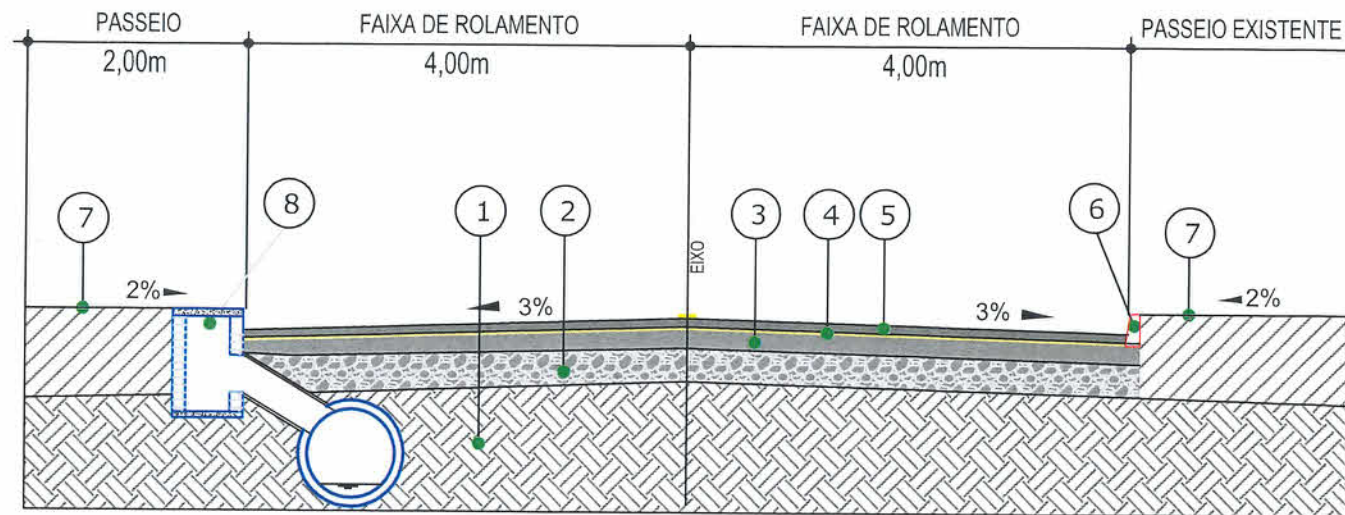 PASSEIO
FAIXA DE ROLAMENTO
FAIXA DE ROLAMENTO
PASSEIO EXISTENTE
2,00m
4,00m
4,00m
7
8
1
2
3
4
5
6
7
EIXO
2%
3%
3%
2%